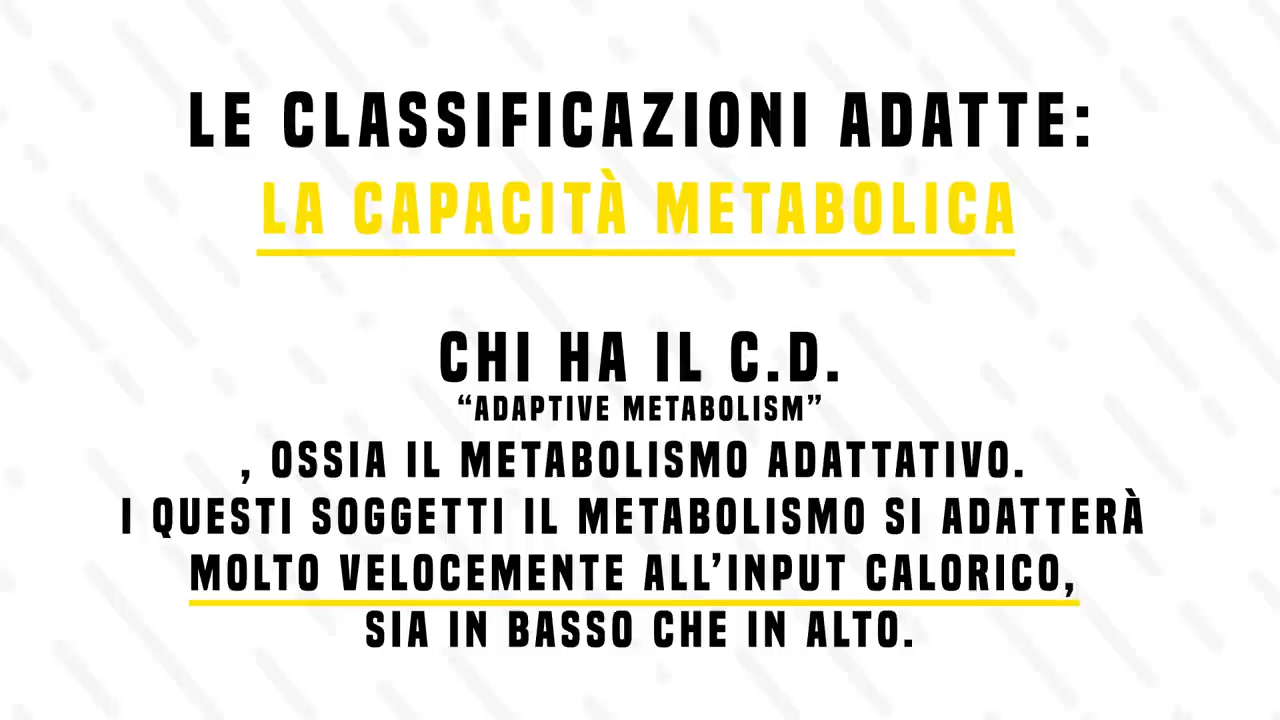 LE CLASSIFICAZIONI ADATTE:
LA CAPACITÀ METABOLICA
CHI HA IL C.D.
“ADAPTIVE METABOLISM”
, OSSIA IL METABOLISMO ADATTATIVO.
I QUESTI SOGGETTI IL METABOLISMO SI ADATTERÀ
MOLTO VELOCEMENTE ALL’INPUT CALORICO,
SIA IN BASSO CHE IN ALTO.